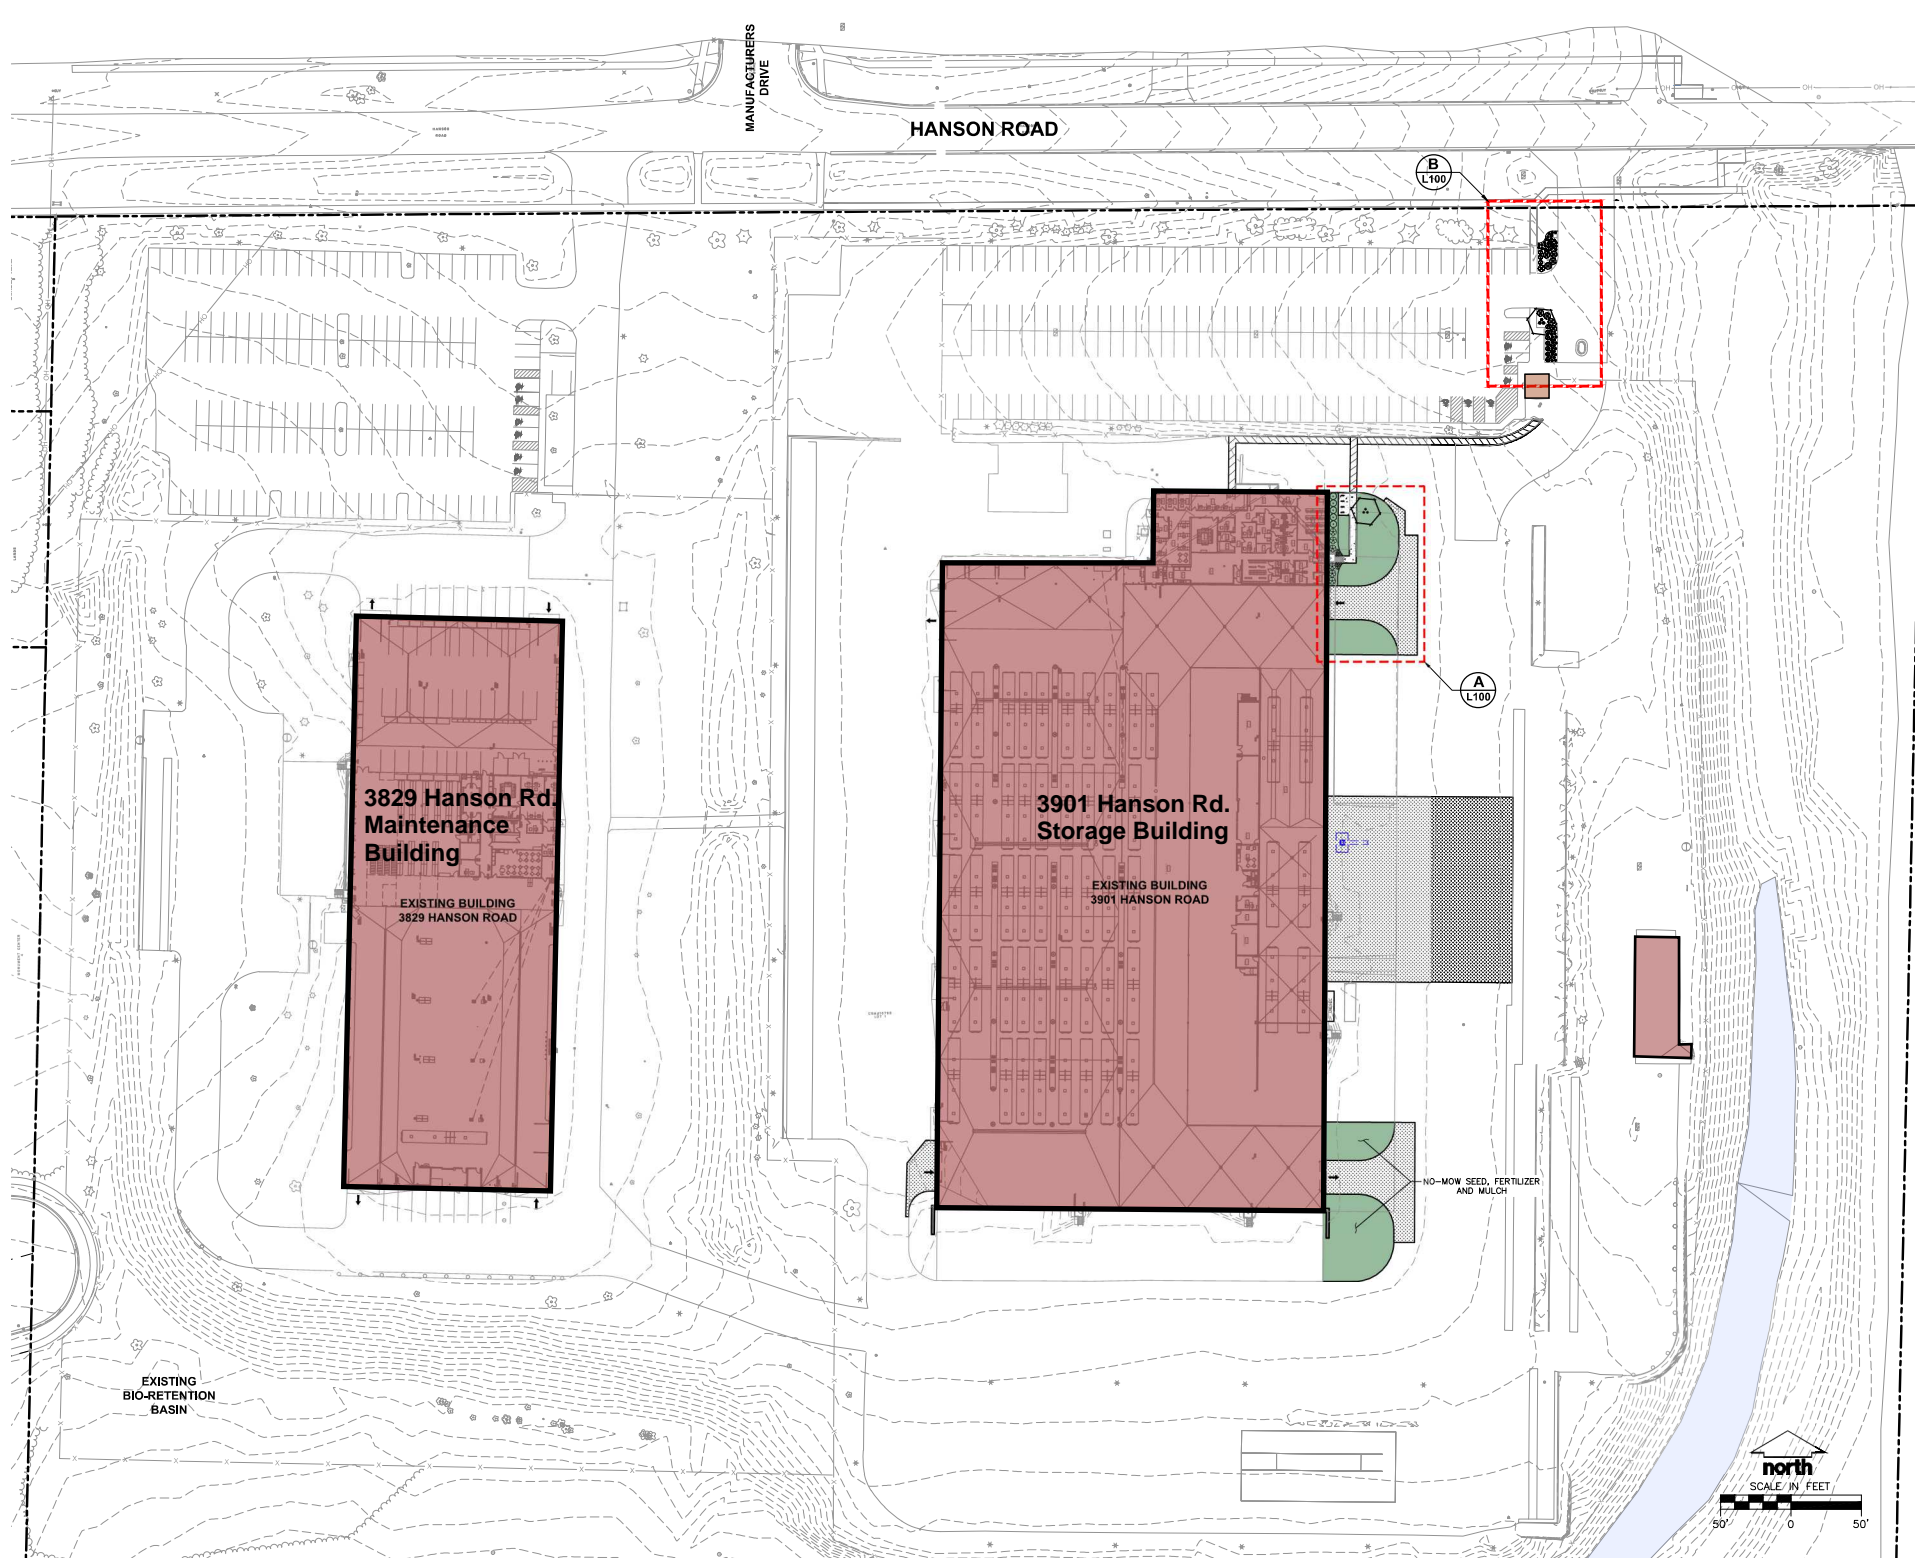 MANUFACTURERS
DRIVE
HANSON ROAD
B
L100
A
L100
3829 Hanson Rd.
Maintenance
Building
EXISTING BUILDING
3829 HANSON ROAD
3901 Hanson Rd.
Storage Building
EXISTING BUILDING
3901 HANSON ROAD
NO-MOW SEED, FERTILIZER
AND MULCH
EXISTING
BIO-RETENTION
BASIN
north
SCALE IN FEET
50' 0 50'